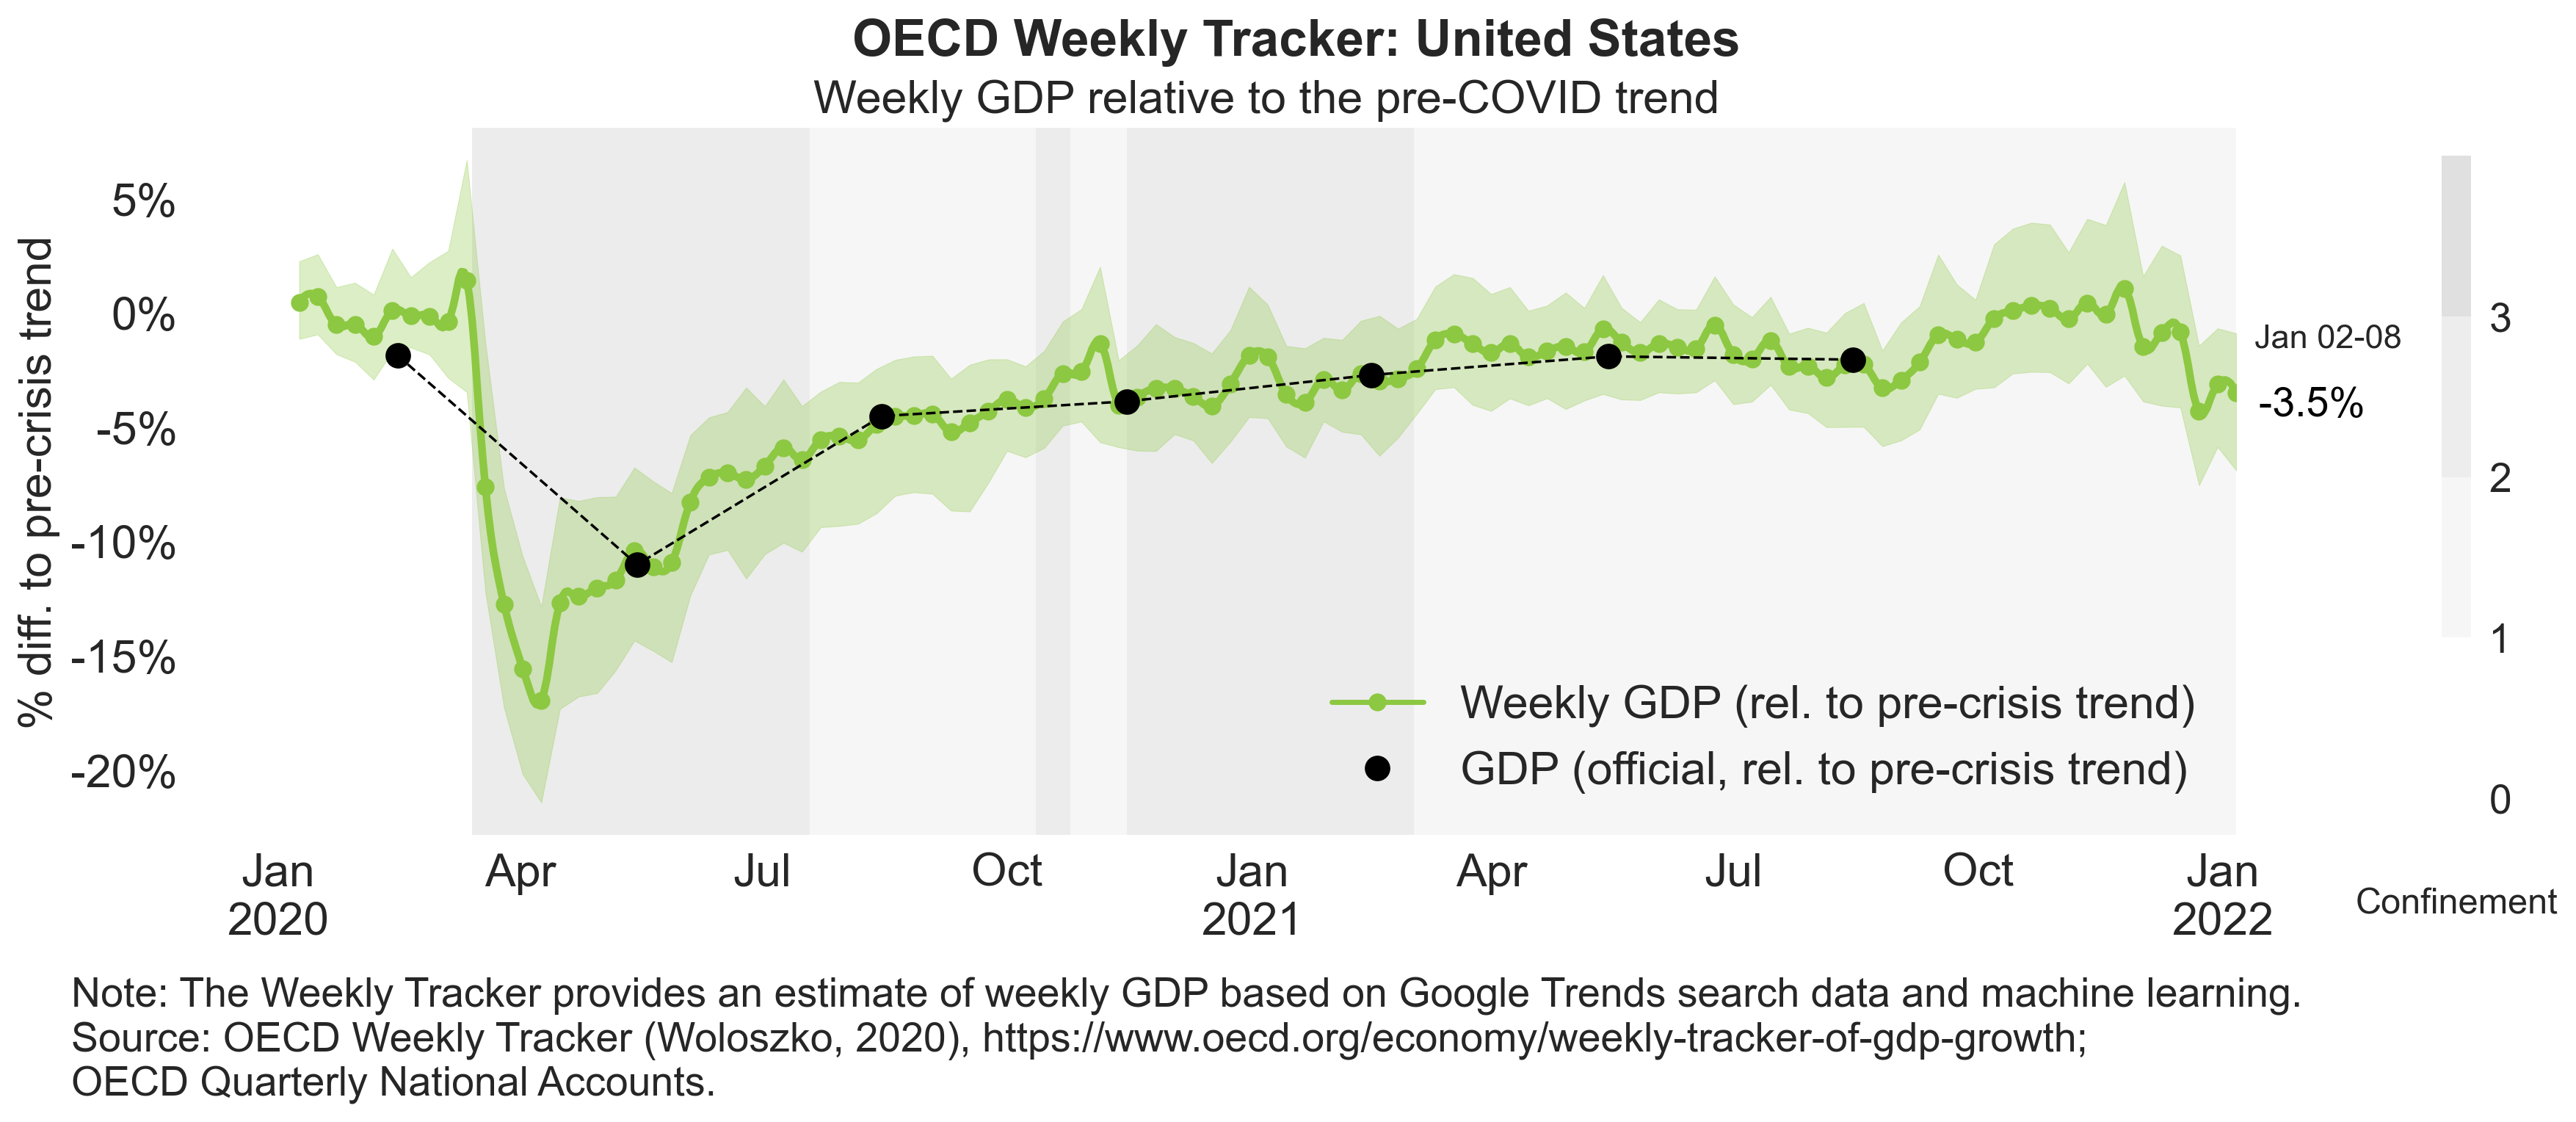 OECD Weekly Tracker: United States
Weekly GDP relative to the pre-COVID trend
% diff. to pre-crisis trend
5%
0%
-5%
-10%
-15%
-20%
Jan 02-08
-3.5%
Weekly GDP (rel. to pre-crisis trend)
GDP (official, rel. to pre-crisis trend)
3
2
1
0
Confinement
Jan Apr Jul Oct Jan Apr Jul Oct Jan
2020 2021 2022
Note: The Weekly Tracker provides an estimate of weekly GDP based on Google Trends search data and machine learning.
Source: OECD Weekly Tracker (Woloszko, 2020), https://www.oecd.org/economy/weekly-tracker-of-gdp-growth;
OECD Quarterly National Accounts.